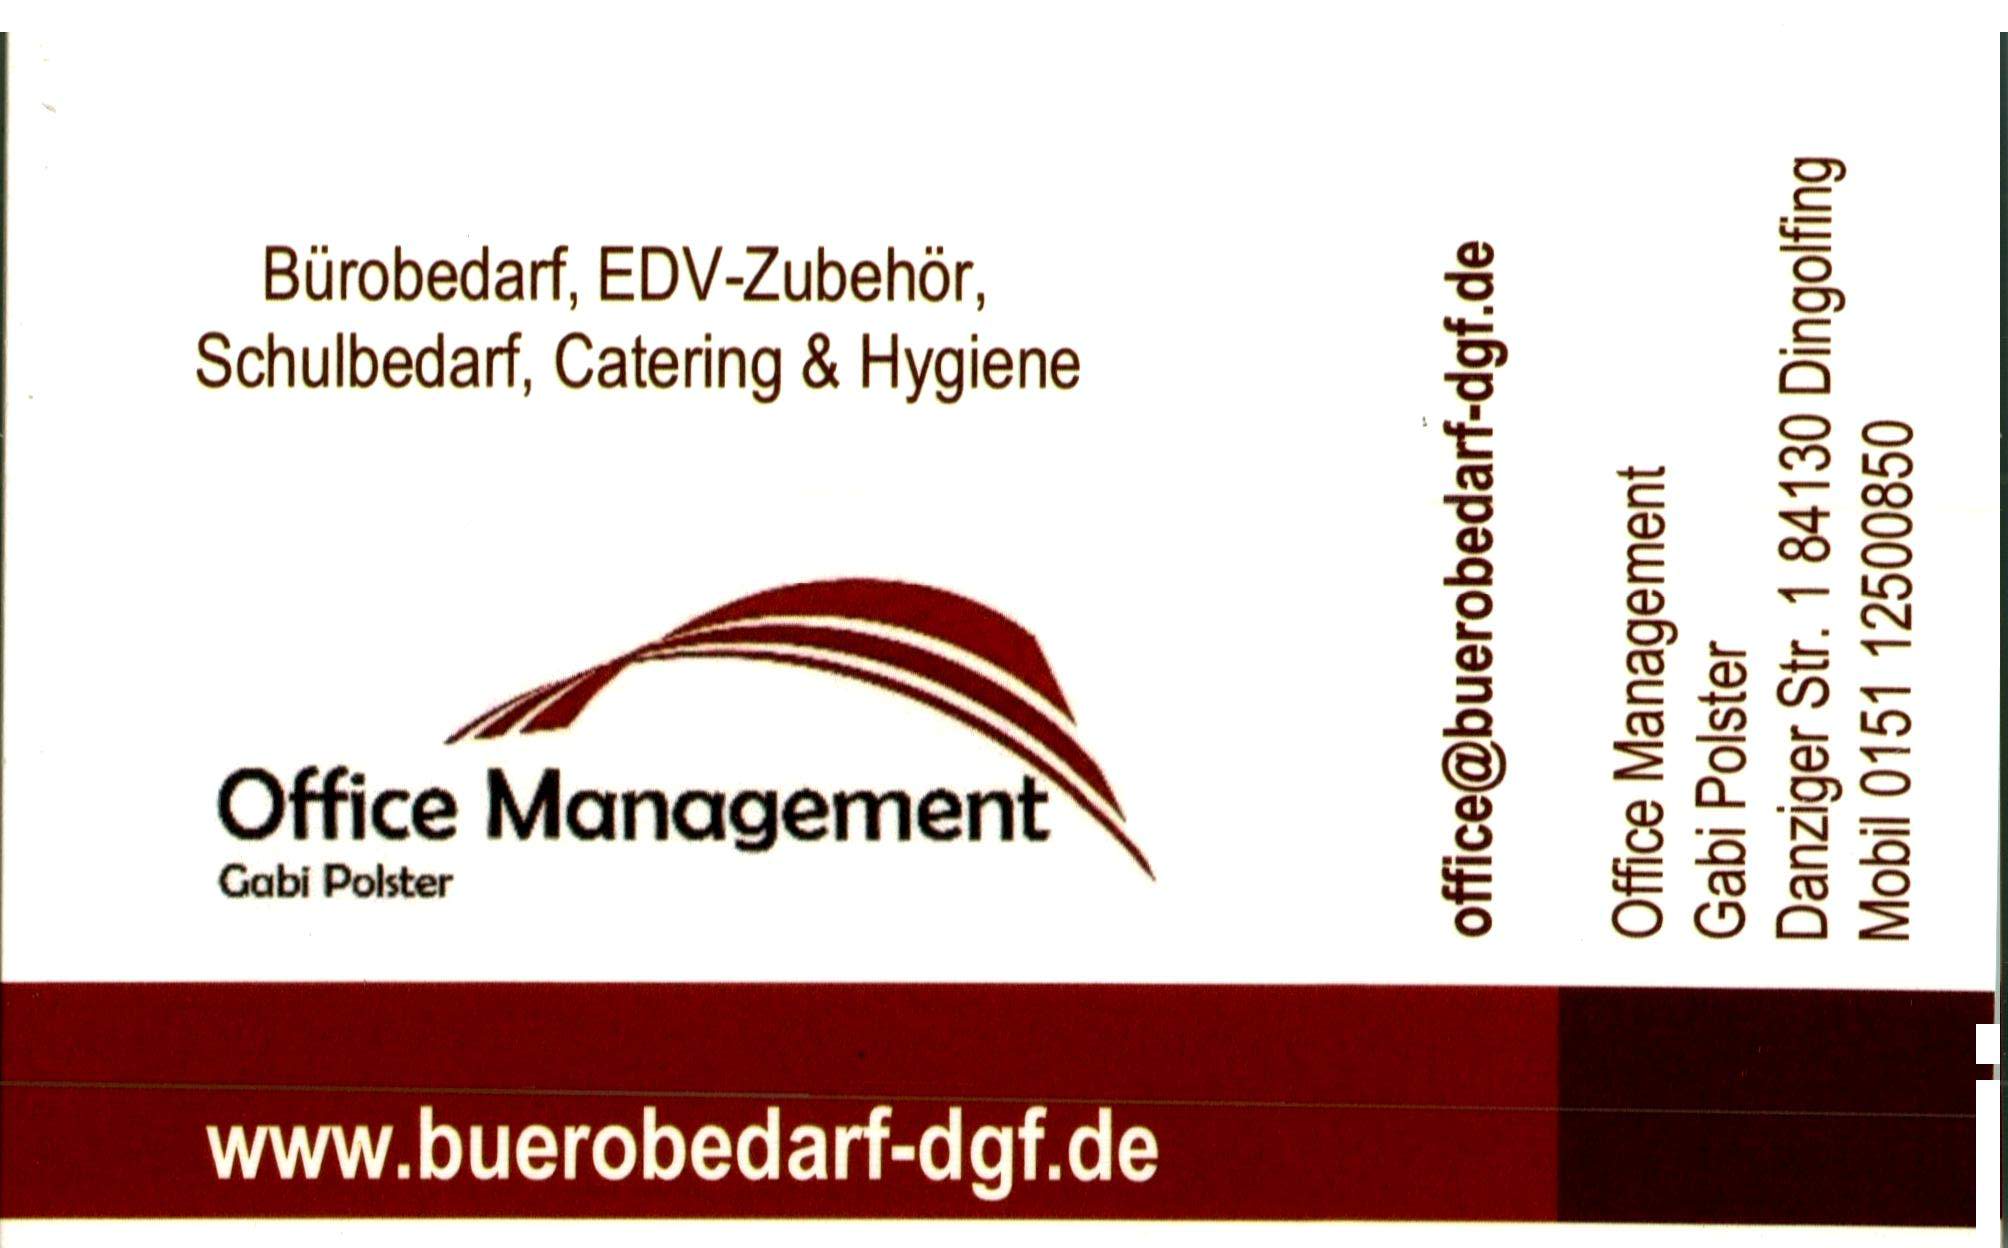 Bürobedarf, EDV-Zubehör,
Schulbedarf, Catering & Hygiene
Office Management
Gabi Polster
office@buerobedarf-dgf.de
Office Management
Gabi Polster
Danziger Str. 1 84130 Dingolfing
Mobil 0151 12500850
www.buerobedarf-dgf.de